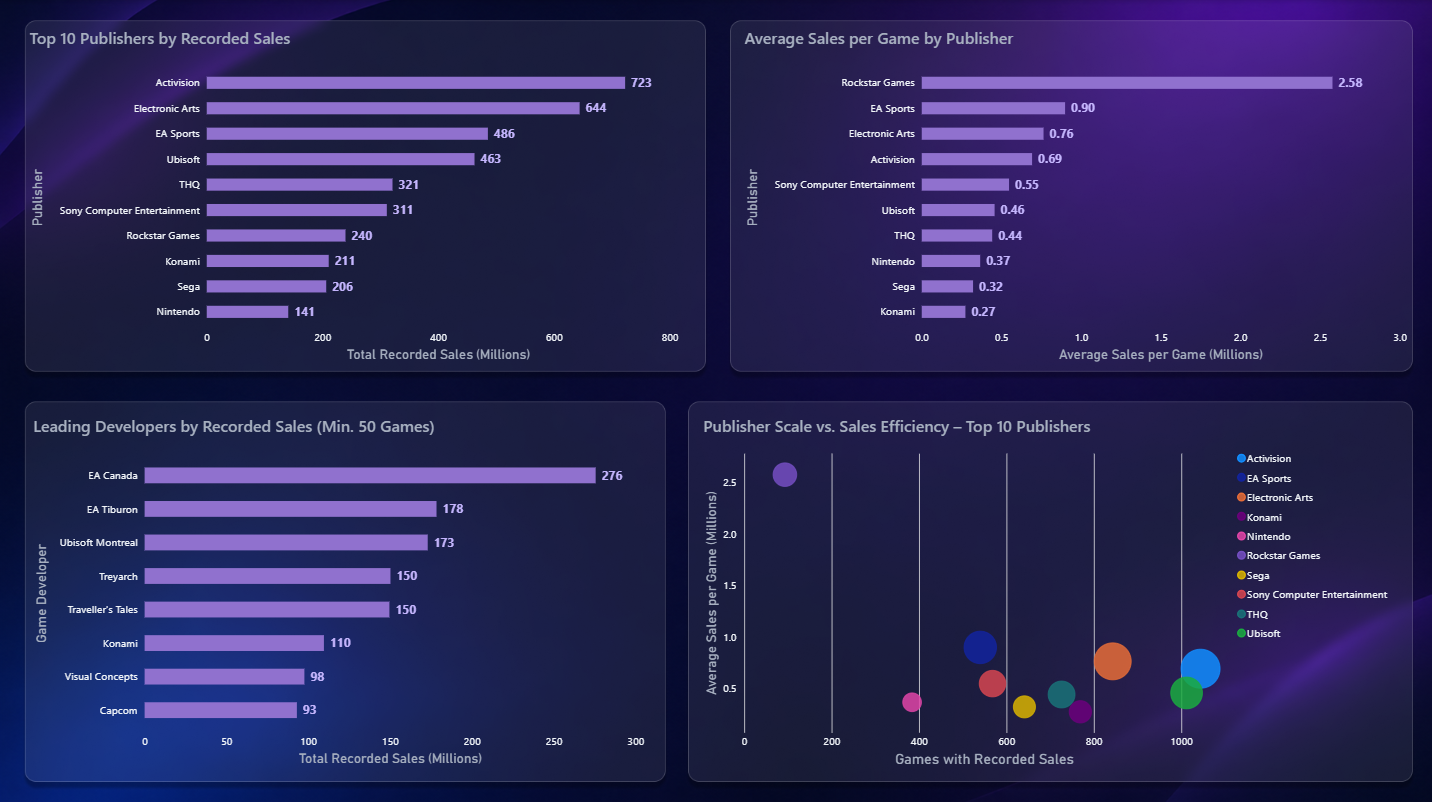 Top 10 Publishers by Recorded Sales
Publisher
Activision 723
Electronic Arts 644
EA Sports 486
Ubisoft 463
THQ 321
Sony Computer Entertainment 311
Rockstar Games 240
Konami 211
Sega 206
Nintendo 141
0 200 400 600 800
Total Recorded Sales (Millions)
Average Sales per Game by Publisher
Publisher
Rockstar Games 2.58
EA Sports 0.90
Electronic Arts 0.76
Activision 0.69
Sony Computer Entertainment 0.55
Ubisoft 0.46
THQ 0.44
Nintendo 0.37
Sega 0.32
Konami 0.27
0.0 0.5 1.0 1.5 2.0 2.5 3.0
Average Sales per Game (Millions)
Leading Developers by Recorded Sales (Min. 50 Games)
Game Developer
EA Canada 276
EA Tiburon 178
Ubisoft Montreal 173
Treyarch 150
Traveller's Tales 150
Konami 110
Visual Concepts 98
Capcom 93
0 50 100 150 200 250 300
Total Recorded Sales (Millions)
Publisher Scale vs. Sales Efficiency – Top 10 Publishers
Average Sales per Game (Millions)
2.5
2.0
1.5
1.0
0.5
0 200 400 600 800 1000
Games with Recorded Sales
Activision
EA Sports
Electronic Arts
Konami
Nintendo
Rockstar Games
Sega
Sony Computer Entertainment
THQ
Ubisoft